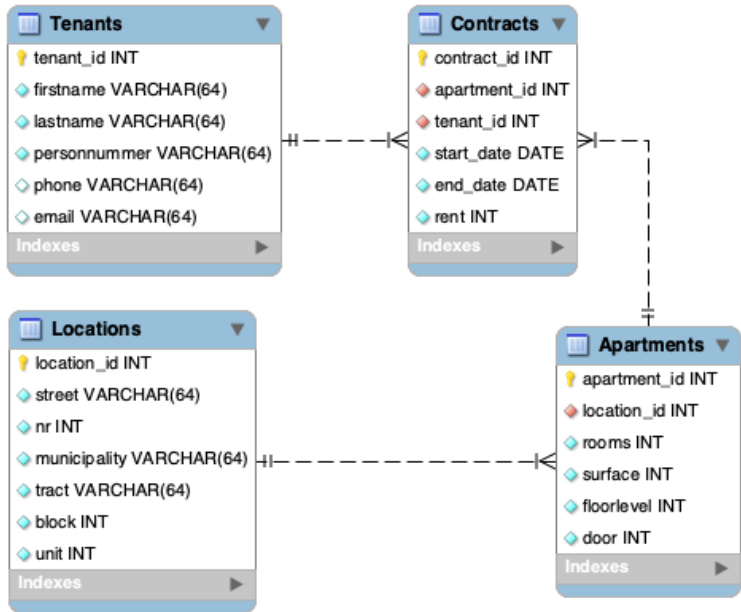 Tenants
tenant_id INT
firstname VARCHAR(64)
lastname VARCHAR(64)
personnummer VARCHAR(64)
phone VARCHAR(64)
email VARCHAR(64)
Indexes
Contracts
contract_id INT
apartment_id INT
tenant_id INT
start_date DATE
end_date DATE
rent INT
Indexes
Locations
location_id INT
street VARCHAR(64)
nr INT
municipality VARCHAR(64)
tract VARCHAR(64)
block INT
unit INT
Indexes
Apartments
apartment_id INT
location_id INT
rooms INT
surface INT
floorlevel INT
door INT
Indexes